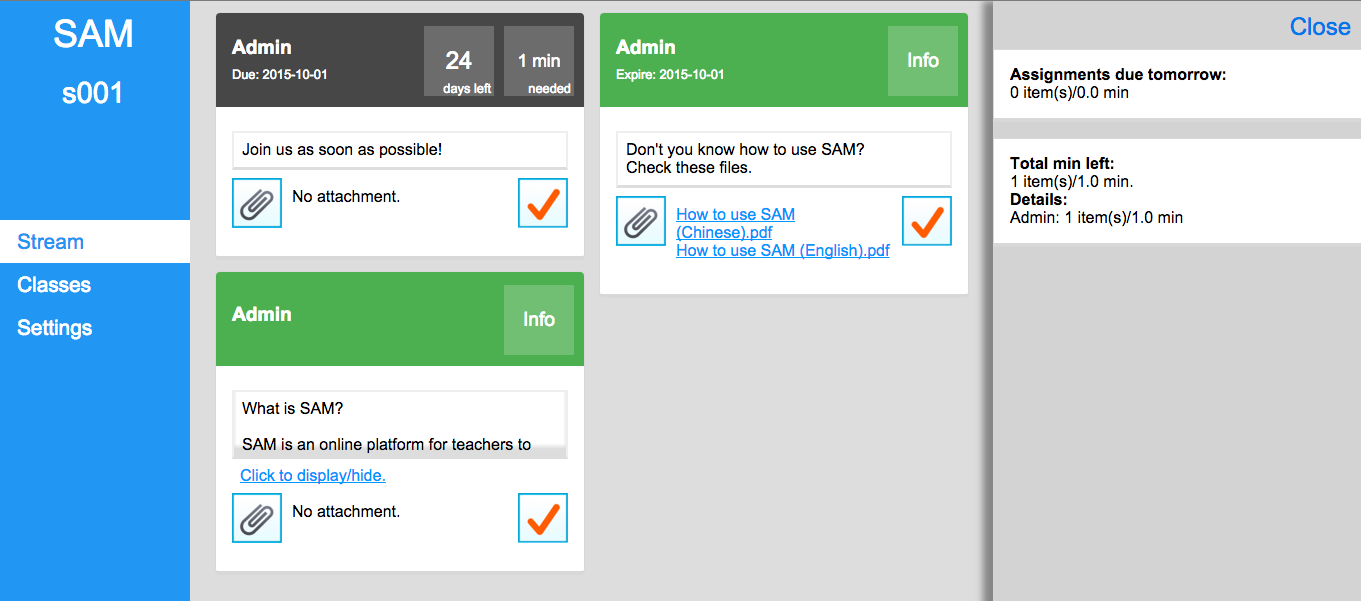 SAM
s001
Stream
Classes
Settings
Admin
Due: 2015-10-01
24
days left
1 min
needed
Join us as soon as possible!
No attachment.
Admin
Info
What is SAM?
SAM is an online platform for teachers to
Click to display/hide.
No attachment.
Admin
Expire: 2015-10-01
Info
Don't you know how to use SAM?
Check these files.
How to use SAM
(Chinese).pdf
How to use SAM (English).pdf
Close
Assignments due tomorrow:
0 item(s)/0.0 min
Total min left:
1 item(s)/1.0 min.
Details:
Admin: 1 item(s)/1.0 min